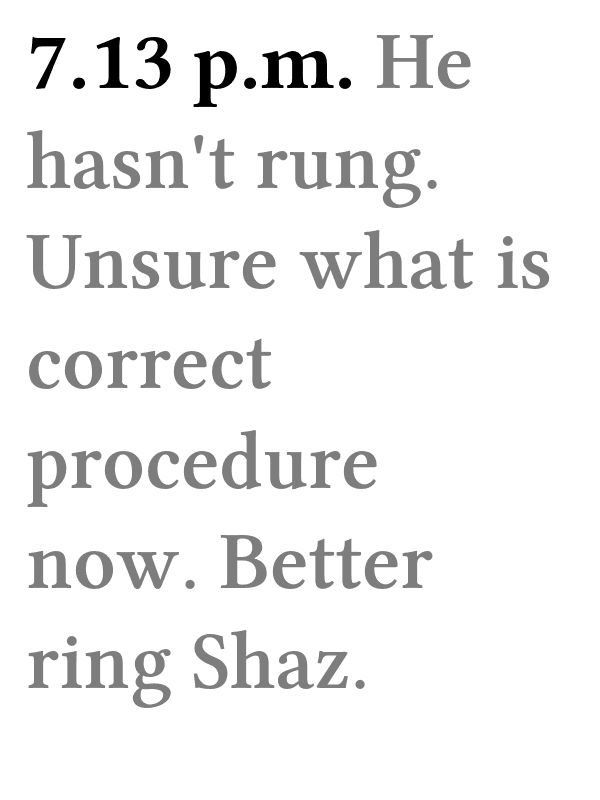 7.13 p.m. He
hasn't rung.
Unsure what is
correct
procedure
now. Better
ring Shaz.